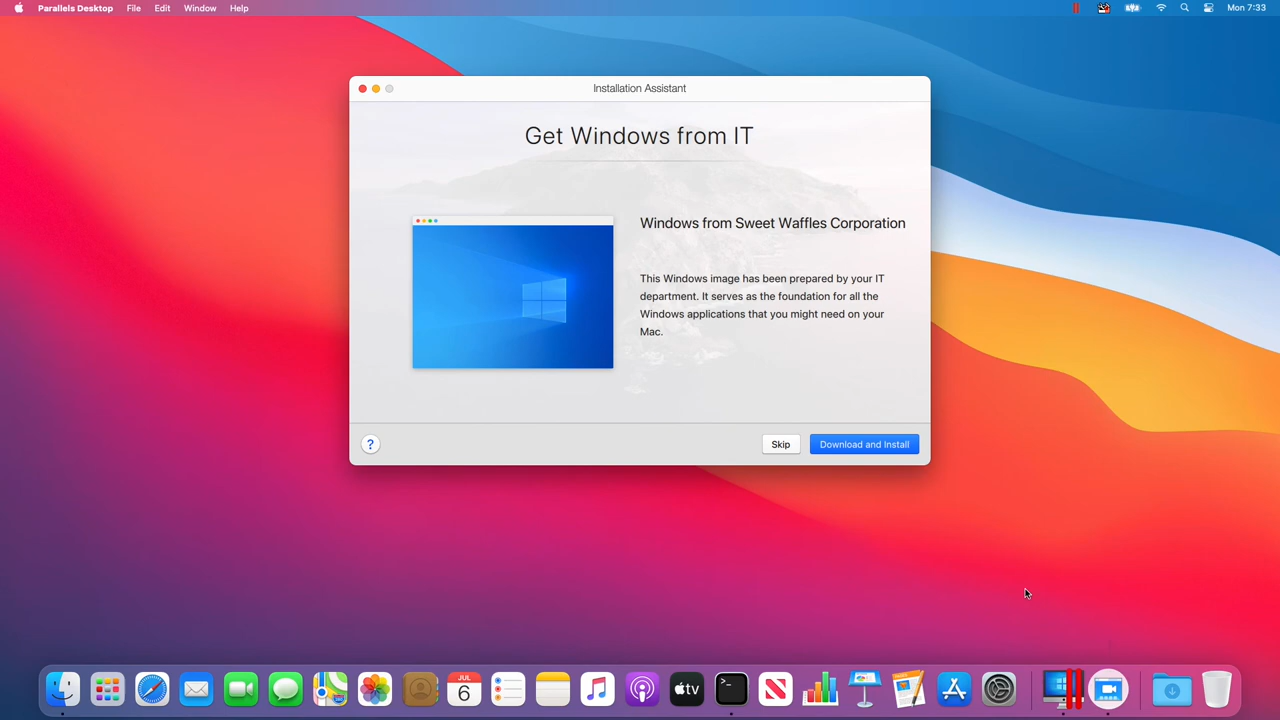 Parallels Desktop File Edit Window Help Mon 7:33
Installation Assistant
Get Windows from IT
Windows from Sweet Waffles Corporation
This Windows image has been prepared by your IT
department. It serves as the foundation for all the
Windows applications that you might need on your
Mac.
? Skip Download and Install
JUL
6
tv
>_